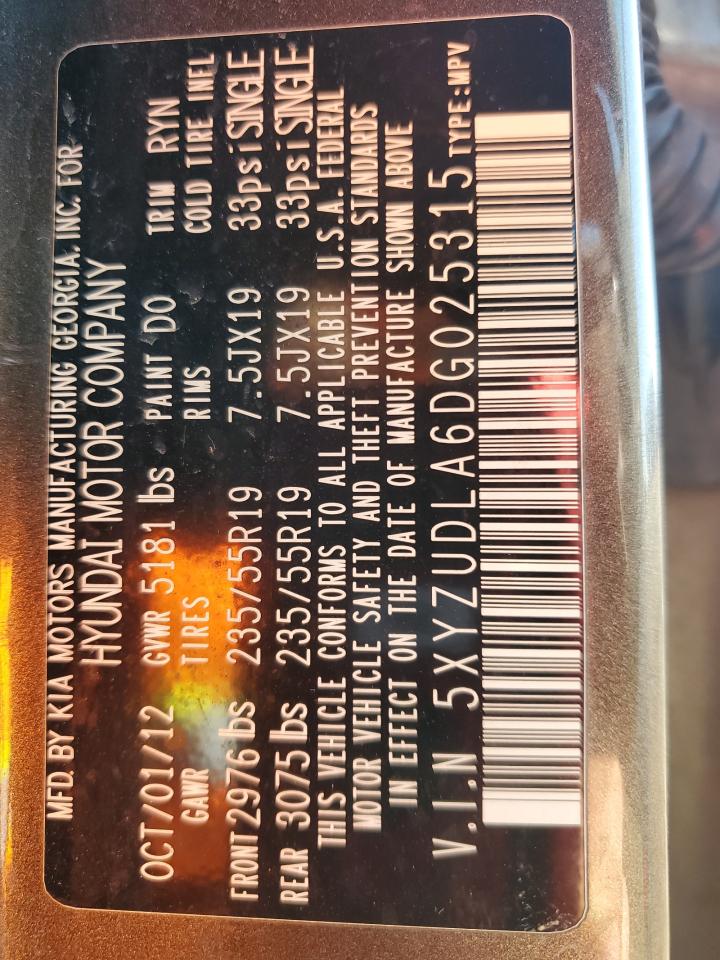 MFD. BY KIA MOTORS MANUFACTURING GEORGIA, INC. FOR
HYUNDAI MOTOR COMPANY
OCT/01/12 GVWR 5181 lbs PAINT DO TRIM RYN
GAWR TIRES RIMS COLD TIRE INFL
FRONT 2976 lbs 235/55R19 7.5JX19 33psi SINGLE
REAR 3075 lbs 235/55R19 7.5JX19 33psi SINGLE
THIS VEHICLE CONFORMS TO ALL APPLICABLE U.S.A. FEDERAL
MOTOR VEHICLE SAFETY AND THEFT PREVENTION STANDARDS
IN EFFECT ON THE DATE OF MANUFACTURE SHOWN ABOVE
V.I.N 5XYZUDLA6DG025315 TYPE:MPV